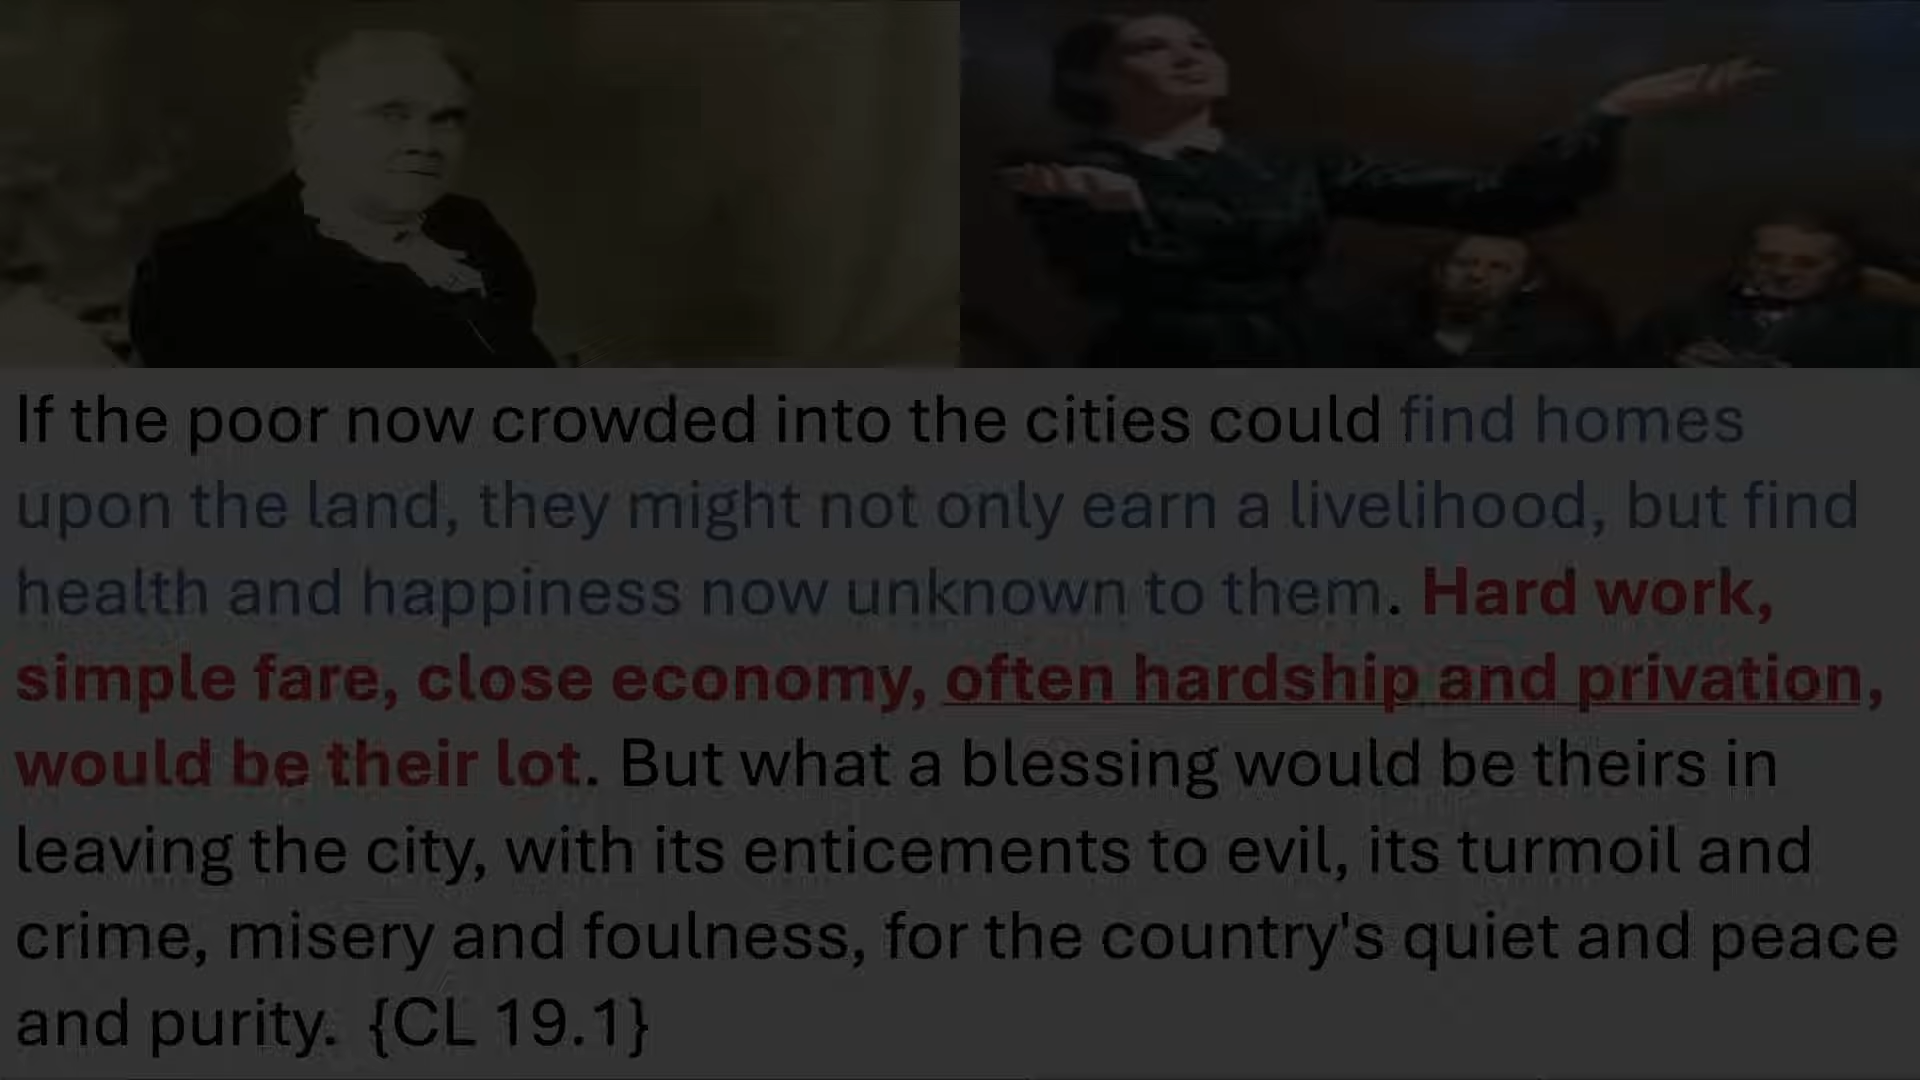 If the poor now crowded into the cities could find homes
upon the land, they might not only earn a livelihood, but find
health and happiness now unknown to them. Hard work,
simple fare, close economy, often hardship and privation,
would be their lot. But what a blessing would be theirs in
leaving the city, with its enticements to evil, its turmoil and
crime, misery and foulness, for the country's quiet and peace
and purity. {CL 19.1}